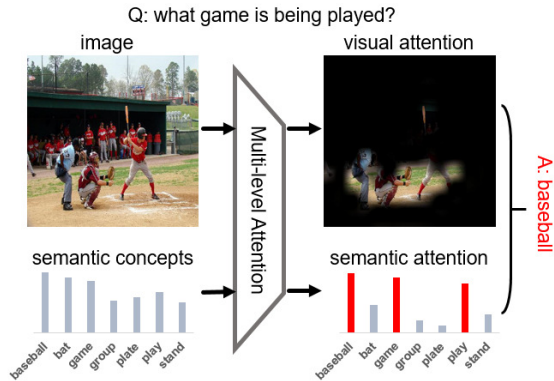 Q: what game is being played?
image
visual attention
Multi-level Attention
A: baseball
semantic concepts
semantic attention
baseball
bat
game
group
plate
play
stand
baseball
bat
game
group
plate
play
stand